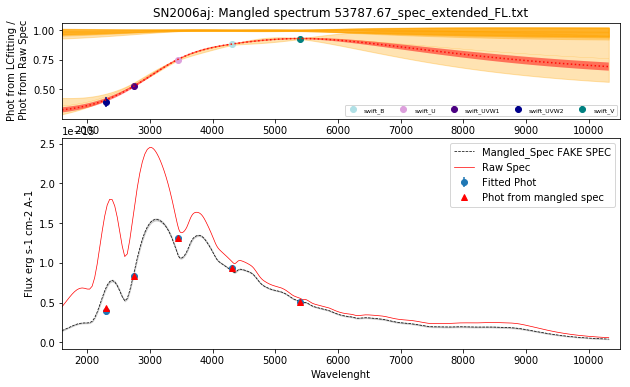 SN2006aj: Mangled spectrum 53787.67_spec_extended_FL.txt
Phot from LCfitting /
Phot from Raw Spec
1.00
0.75
0.50
swift_B
swift_U
swift_UVW1
swift_UVW2
swift_V
2000 3000 4000 5000 6000 7000 8000 9000 10000
1e−15
Flux erg s-1 cm-2 A-1
2.5
2.0
1.5
1.0
0.5
0.0
Mangled_Spec FAKE SPEC
Raw Spec
Fitted Phot
Phot from mangled spec
2000 3000 4000 5000 6000 7000 8000 9000 10000
Wavelenght